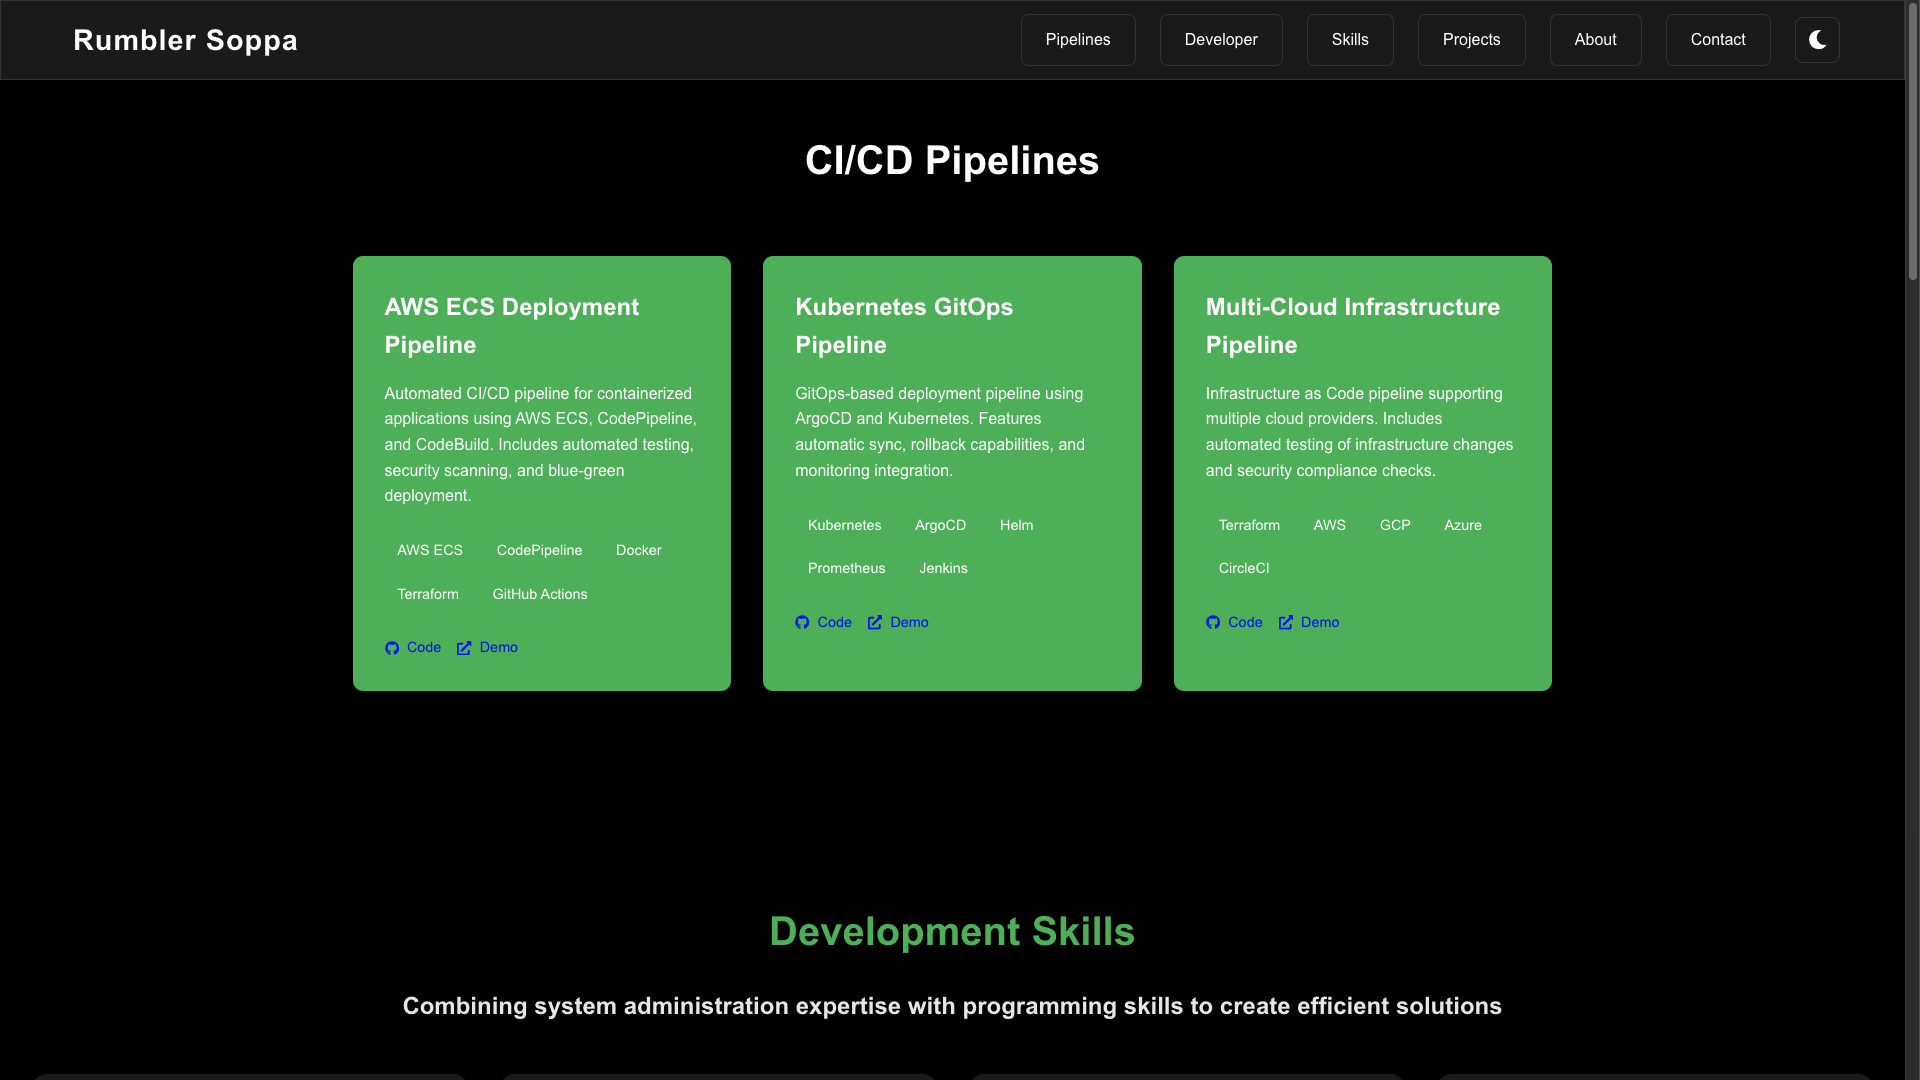 Rumbler Soppa
Pipelines
Developer
Skills
Projects
About
Contact
CI/CD Pipelines
AWS ECS Deployment
Pipeline
Automated CI/CD pipeline for containerized
applications using AWS ECS, CodePipeline,
and CodeBuild. Includes automated testing,
security scanning, and blue-green
deployment.
AWS ECS CodePipeline Docker
Terraform GitHub Actions
Code Demo
Kubernetes GitOps
Pipeline
GitOps-based deployment pipeline using
ArgoCD and Kubernetes. Features
automatic sync, rollback capabilities, and
monitoring integration.
Kubernetes ArgoCD Helm
Prometheus Jenkins
Code Demo
Multi-Cloud Infrastructure
Pipeline
Infrastructure as Code pipeline supporting
multiple cloud providers. Includes
automated testing of infrastructure changes
and security compliance checks.
Terraform AWS GCP Azure
CircleCI
Code Demo
Development Skills
Combining system administration expertise with programming skills to create efficient solutions